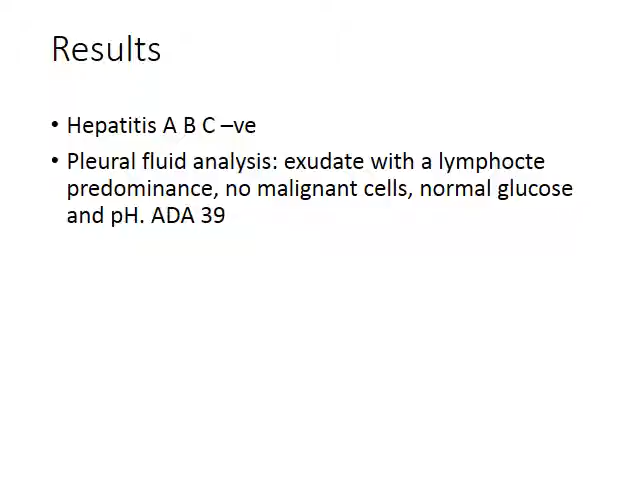 Results
• Hepatitis A B C –ve
• Pleural fluid analysis: exudate with a lymphocte
predominance, no malignant cells, normal glucose
and pH. ADA 39